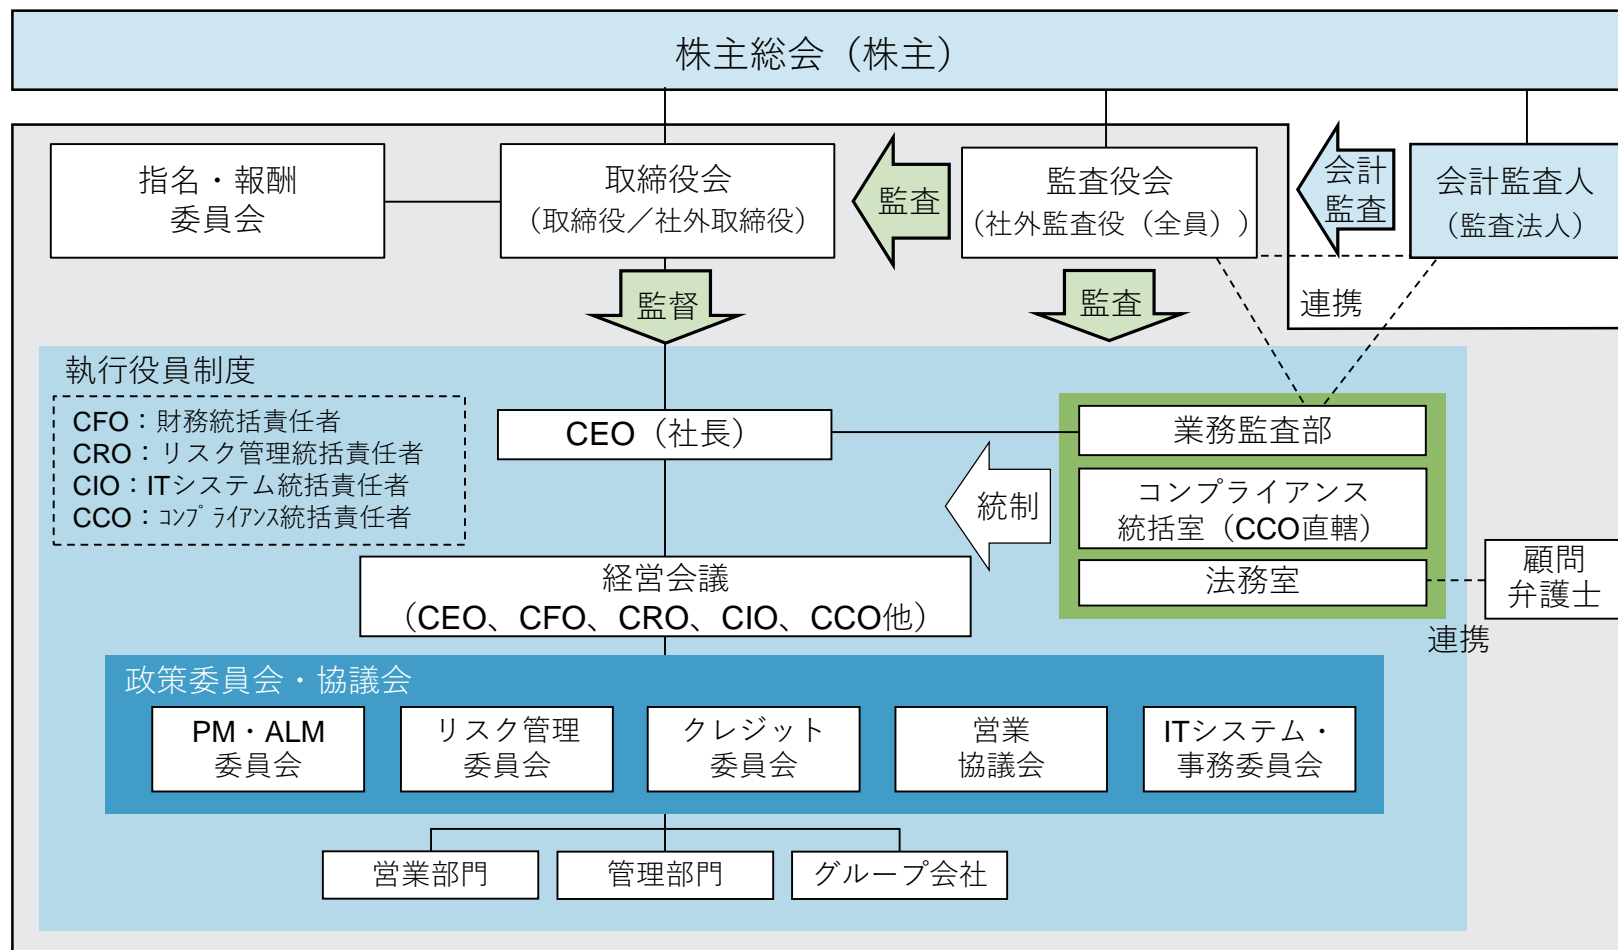 株主総会（株主）
指名・報酬
委員会
取締役会
（取締役／社外取締役）
監査
監査役会
（社外監査役（全員））
会計
監査
会計監査人
（監査法人）
監督
監査
連携
執行役員制度
CFO：財務統括責任者
CRO：リスク管理統括責任者
CIO：ITシステム統括責任者
CCO：ｺﾝﾌﾟﾗｲｱﾝｽ統括責任者
CEO（社長）
業務監査部
コンプライアンス
統括室（CCO直轄）
法務室
統制
顧問
弁護士
連携
経営会議
（CEO、CFO、CRO、CIO、CCO他）
政策委員会・協議会
PM・ALM
委員会
リスク管理
委員会
クレジット
委員会
営業
協議会
ITシステム・
事務委員会
営業部門
管理部門
グループ会社